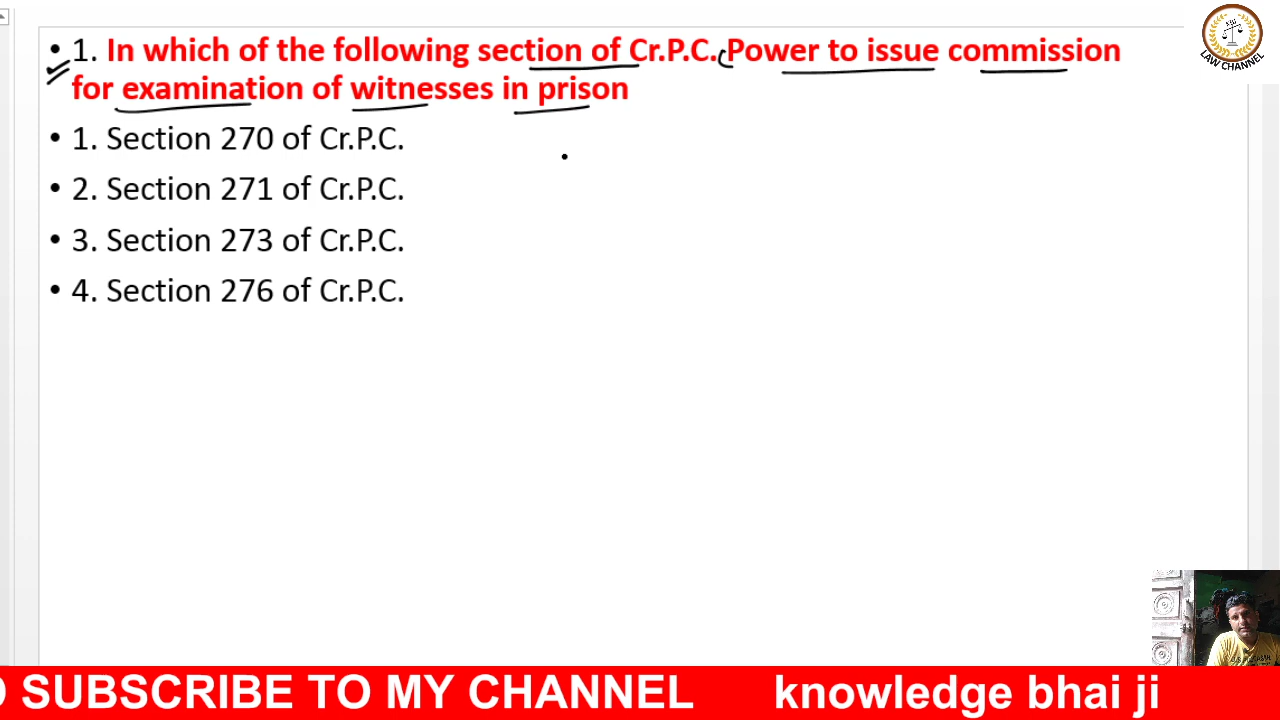 • 1. In which of the following section of Cr.P.C. Power to issue commission
for examination of witnesses in prison
• 1. Section 270 of Cr.P.C.
• 2. Section 271 of Cr.P.C.
• 3. Section 273 of Cr.P.C.
• 4. Section 276 of Cr.P.C.
LAW CHANNEL
SUBSCRIBE TO MY CHANNEL knowledge bhai ji